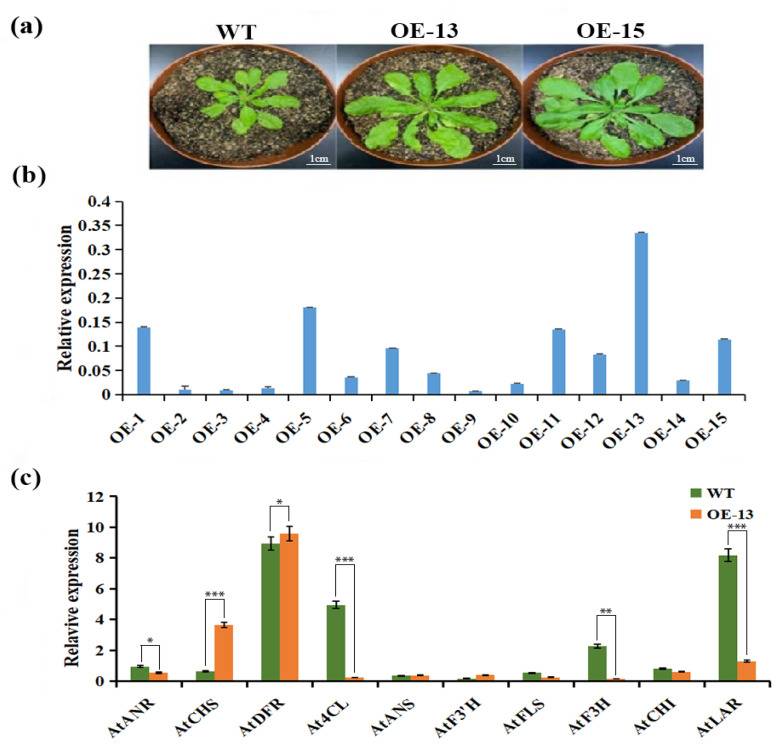 (a)
WT OE-13 OE-15
1cm 1cm 1cm
(b)
Relative expression
0.4
0.35
0.3
0.25
0.2
0.15
0.1
0.05
0
OE-1 OE-2 OE-3 OE-4 OE-5 OE-6 OE-7 OE-8 OE-9 OE-10 OE-11 OE-12 OE-13 OE-14 OE-15
(c)
Relavive expression
12
10
8
6
4
2
0
WT
OE-13
* *** * *** ** ***
AtANR AtCHS AtDFR At4CL AtANS AtF3'H AtFLS AtF3H AtCHI AtLAR